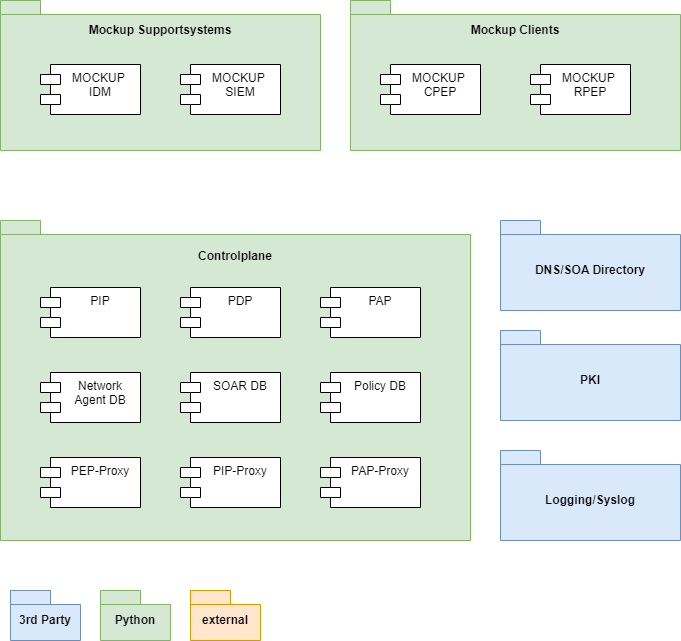 Mockup Supportsystems
Mockup Clients
MOCKUP
IDM
MOCKUP
SIEM
MOCKUP
CPEP
MOCKUP
RPEP
Controlplane
DNS/SOA Directory
PIP
PDP
PAP
PKI
Network
Agent DB
SOAR DB
Policy DB
PEP-Proxy
PIP-Proxy
PAP-Proxy
Logging/Syslog
3rd Party
Python
external